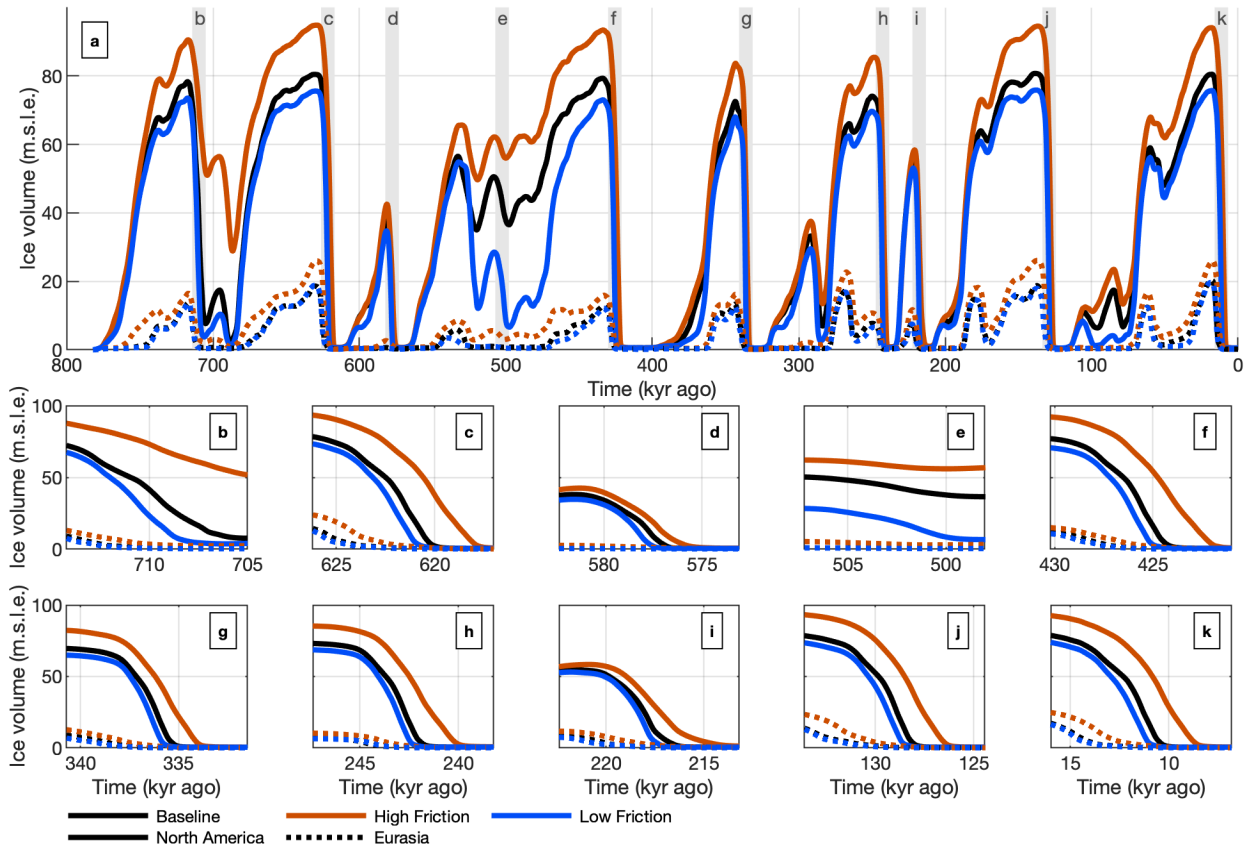 a
b
c
d
e
f
g
h
i
j
k
Ice volume (m.s.l.e.)
80
60
40
20
0
800
700
600
500
400
300
200
100
0
Time (kyr ago)
Ice volume (m.s.l.e.)
100
50
0
b
710
705
c
625
620
d
580
575
e
505
500
f
430
425
Ice volume (m.s.l.e.)
100
50
0
g
340
335
h
245
240
i
220
215
j
130
125
k
15
10
Time (kyr ago)
Time (kyr ago)
Time (kyr ago)
Time (kyr ago)
Time (kyr ago)
Baseline
High Friction
Low Friction
North America
Eurasia